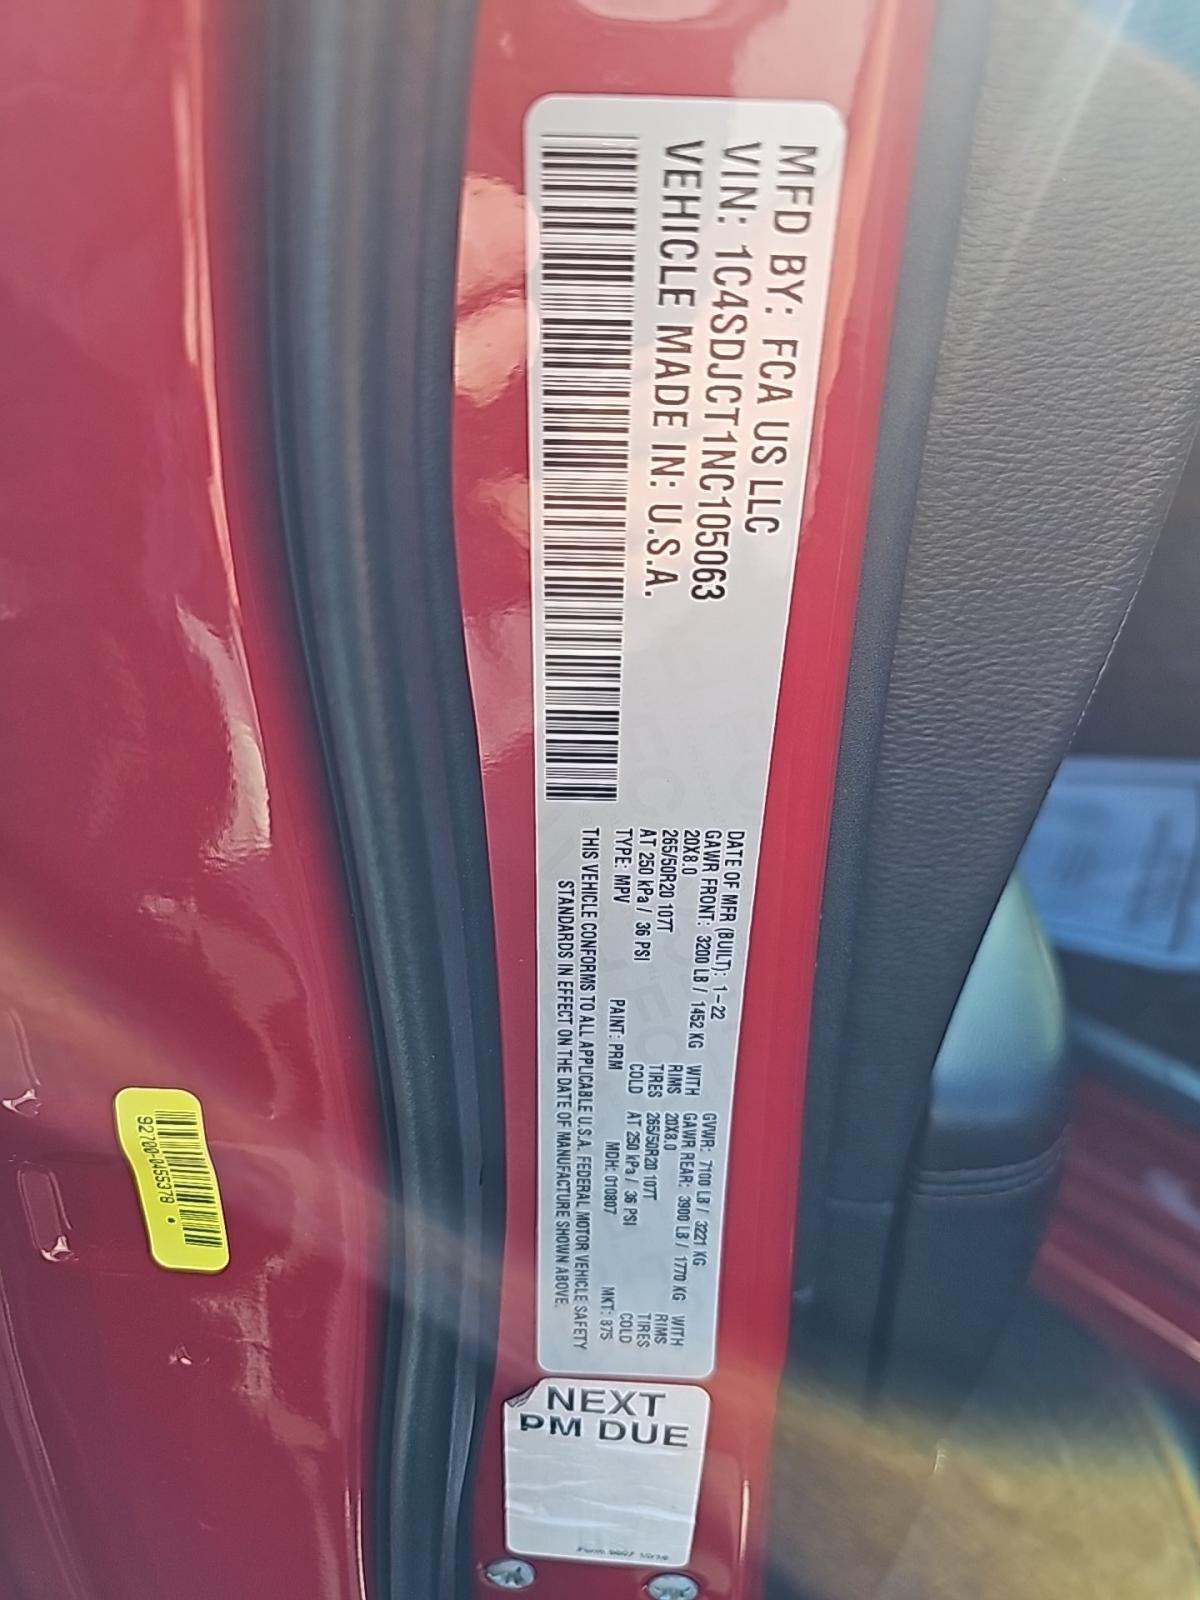 MFD BY: FCA US LLC
VIN: 1C4SDJCT1NC105063
VEHICLE MADE IN: U.S.A.
DATE OF MFR (BUILT): 1-22 GVWR: 7100 LB / 3221 KG
GAWR FRONT: 3200 LB / 1452 KG WITH GAWR REAR: 3900 LB / 1770 KG WITH
20X8.0 RIMS 20X8.0 RIMS
265/50R20 107T TIRES 265/50R20 107T TIRES
AT 250 kPa / 36 PSI COLD AT 250 kPa / 36 PSI COLD
TYPE: MPV PAINT: PRM MDH: 010807 MKT: 875
THIS VEHICLE CONFORMS TO ALL APPLICABLE U.S.A. FEDERAL MOTOR VEHICLE SAFETY
STANDARDS IN EFFECT ON THE DATE OF MANUFACTURE SHOWN ABOVE.
NEXT
PM DUE
92700-0455378